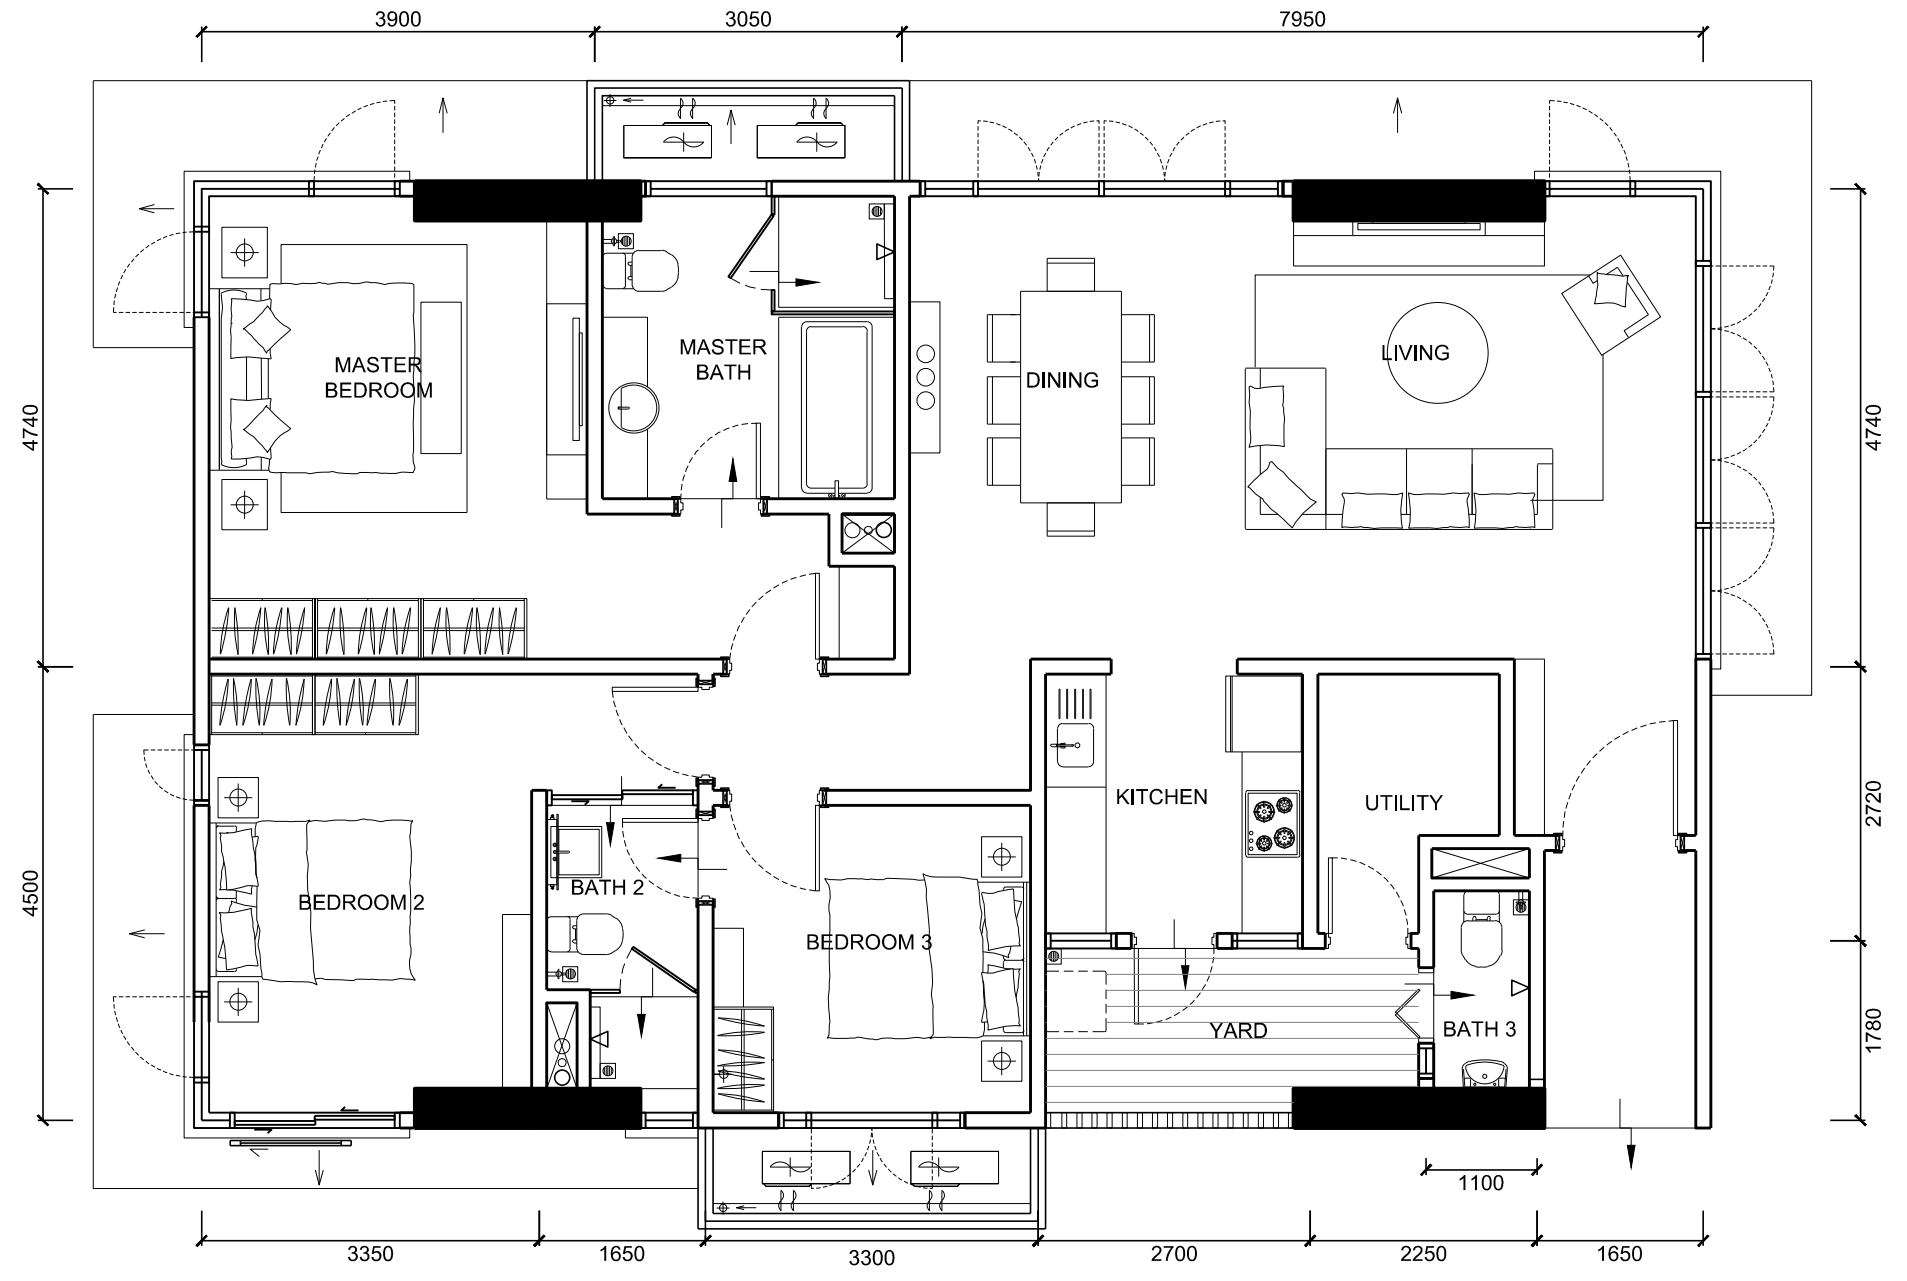 3900
3050
7950
4740
4740
MASTER
BEDROOM
MASTER
BATH
DINING
LIVING
4500
2720
1780
KITCHEN
UTILITY
BATH 2
BEDROOM 2
BEDROOM 3
YARD
BATH 3
1100
3350
1650
3300
2700
2250
1650